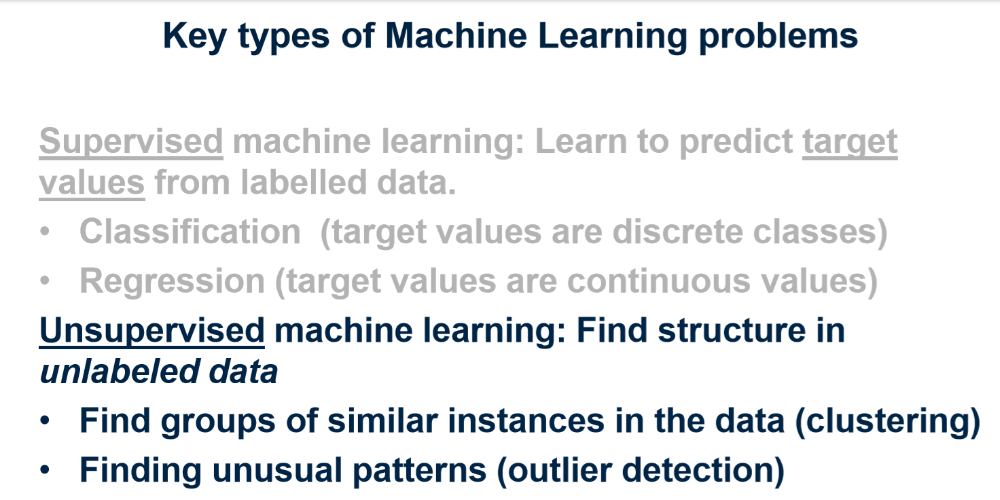 Key types of Machine Learning problems
Supervised machine learning: Learn to predict target
values from labelled data.
• Classification (target values are discrete classes)
• Regression (target values are continuous values)
Unsupervised machine learning: Find structure in
unlabeled data
• Find groups of similar instances in the data (clustering)
• Finding unusual patterns (outlier detection)